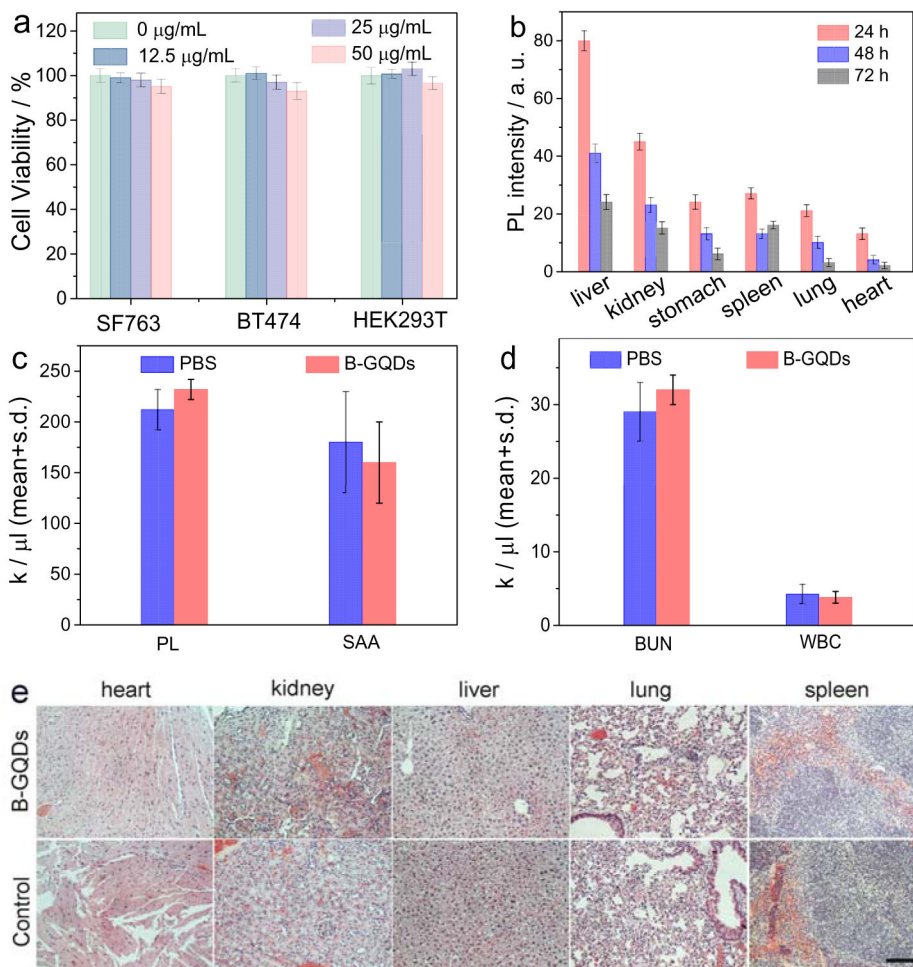 a
0 μg/mL
25 μg/mL
12.5 μg/mL
50 μg/mL
Cell Viability / %
120
100
80
60
40
20
0
SF763
BT474
HEK293T
b
24 h
48 h
72 h
PL intensity / a. u.
80
60
40
20
0
liver
kidney
stomach
spleen
lung
heart
c
PBS
B-GQDs
k / μl (mean+s.d.)
250
200
150
100
50
0
PL
SAA
d
PBS
B-GQDs
k / μl (mean+s.d.)
30
20
10
0
BUN
WBC
e
heart
kidney
liver
lung
spleen
B-GQDs
Control